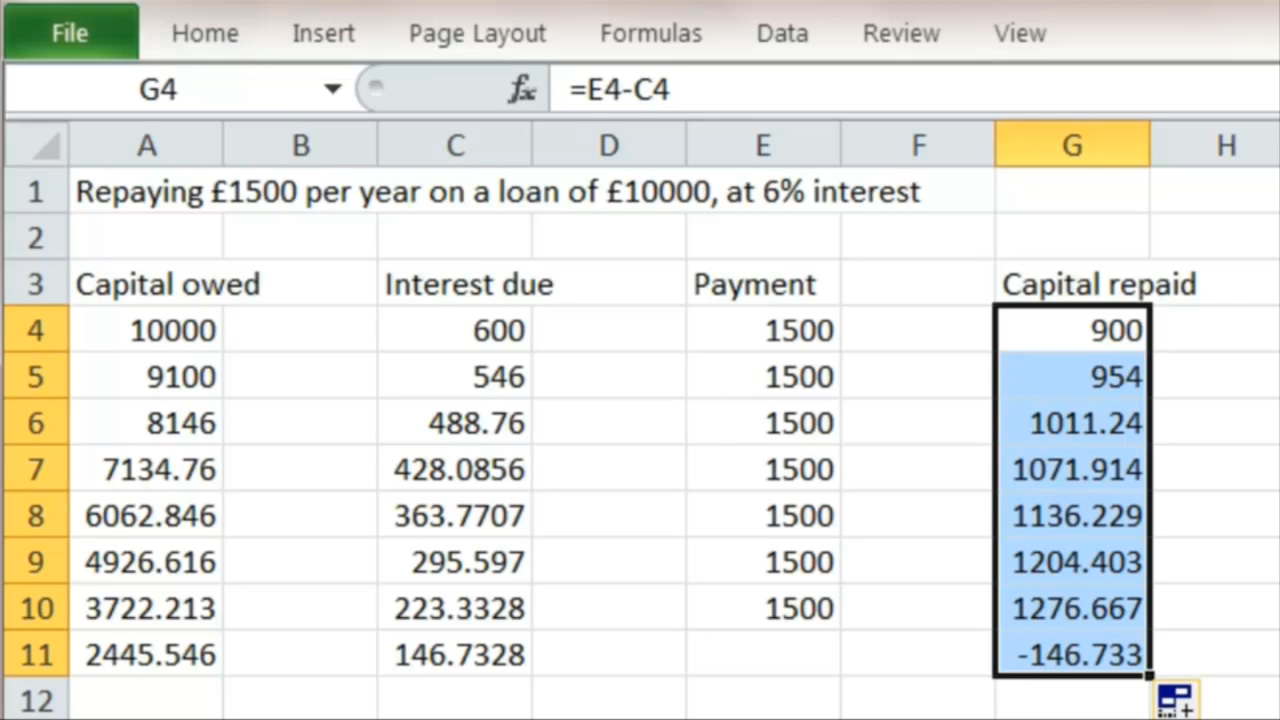 File Home Insert Page Layout Formulas Data Review View
G4 fx =E4-C4
A B C D E F G H
1 Repaying £1500 per year on a loan of £10000, at 6% interest
2
3 Capital owed Interest due Payment Capital repaid
4 10000 600 1500 900
5 9100 546 1500 954
6 8146 488.76 1500 1011.24
7 7134.76 428.0856 1500 1071.914
8 6062.846 363.7707 1500 1136.229
9 4926.616 295.597 1500 1204.403
10 3722.213 223.3328 1500 1276.667
11 2445.546 146.7328 -146.733
12